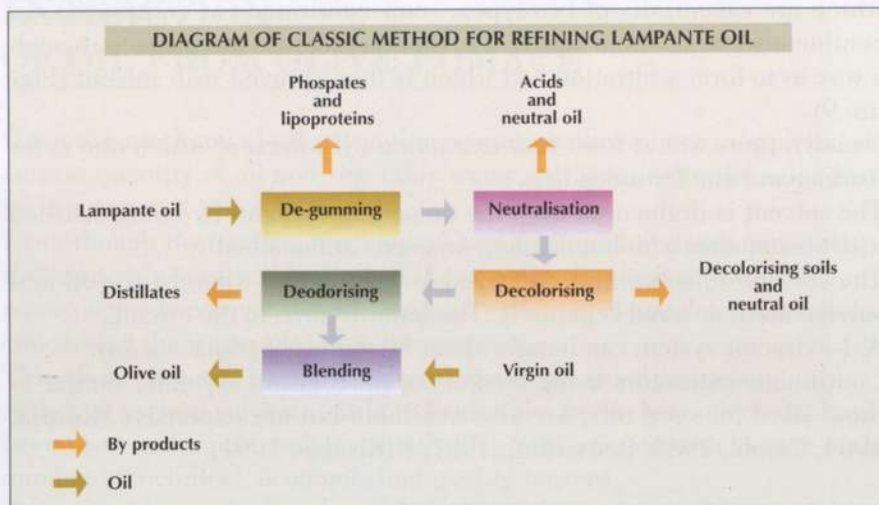 DIAGRAM OF CLASSIC METHOD FOR REFINING LAMPANTE OIL
Phospates
and
lipoproteins
Acids
and
neutral oil
Lampante oil
De-gumming
Neutralisation
Distillates
Deodorising
Decolorising
Decolorising soils
and
neutral oil
Olive oil
Blending
Virgin oil
By products
Oil